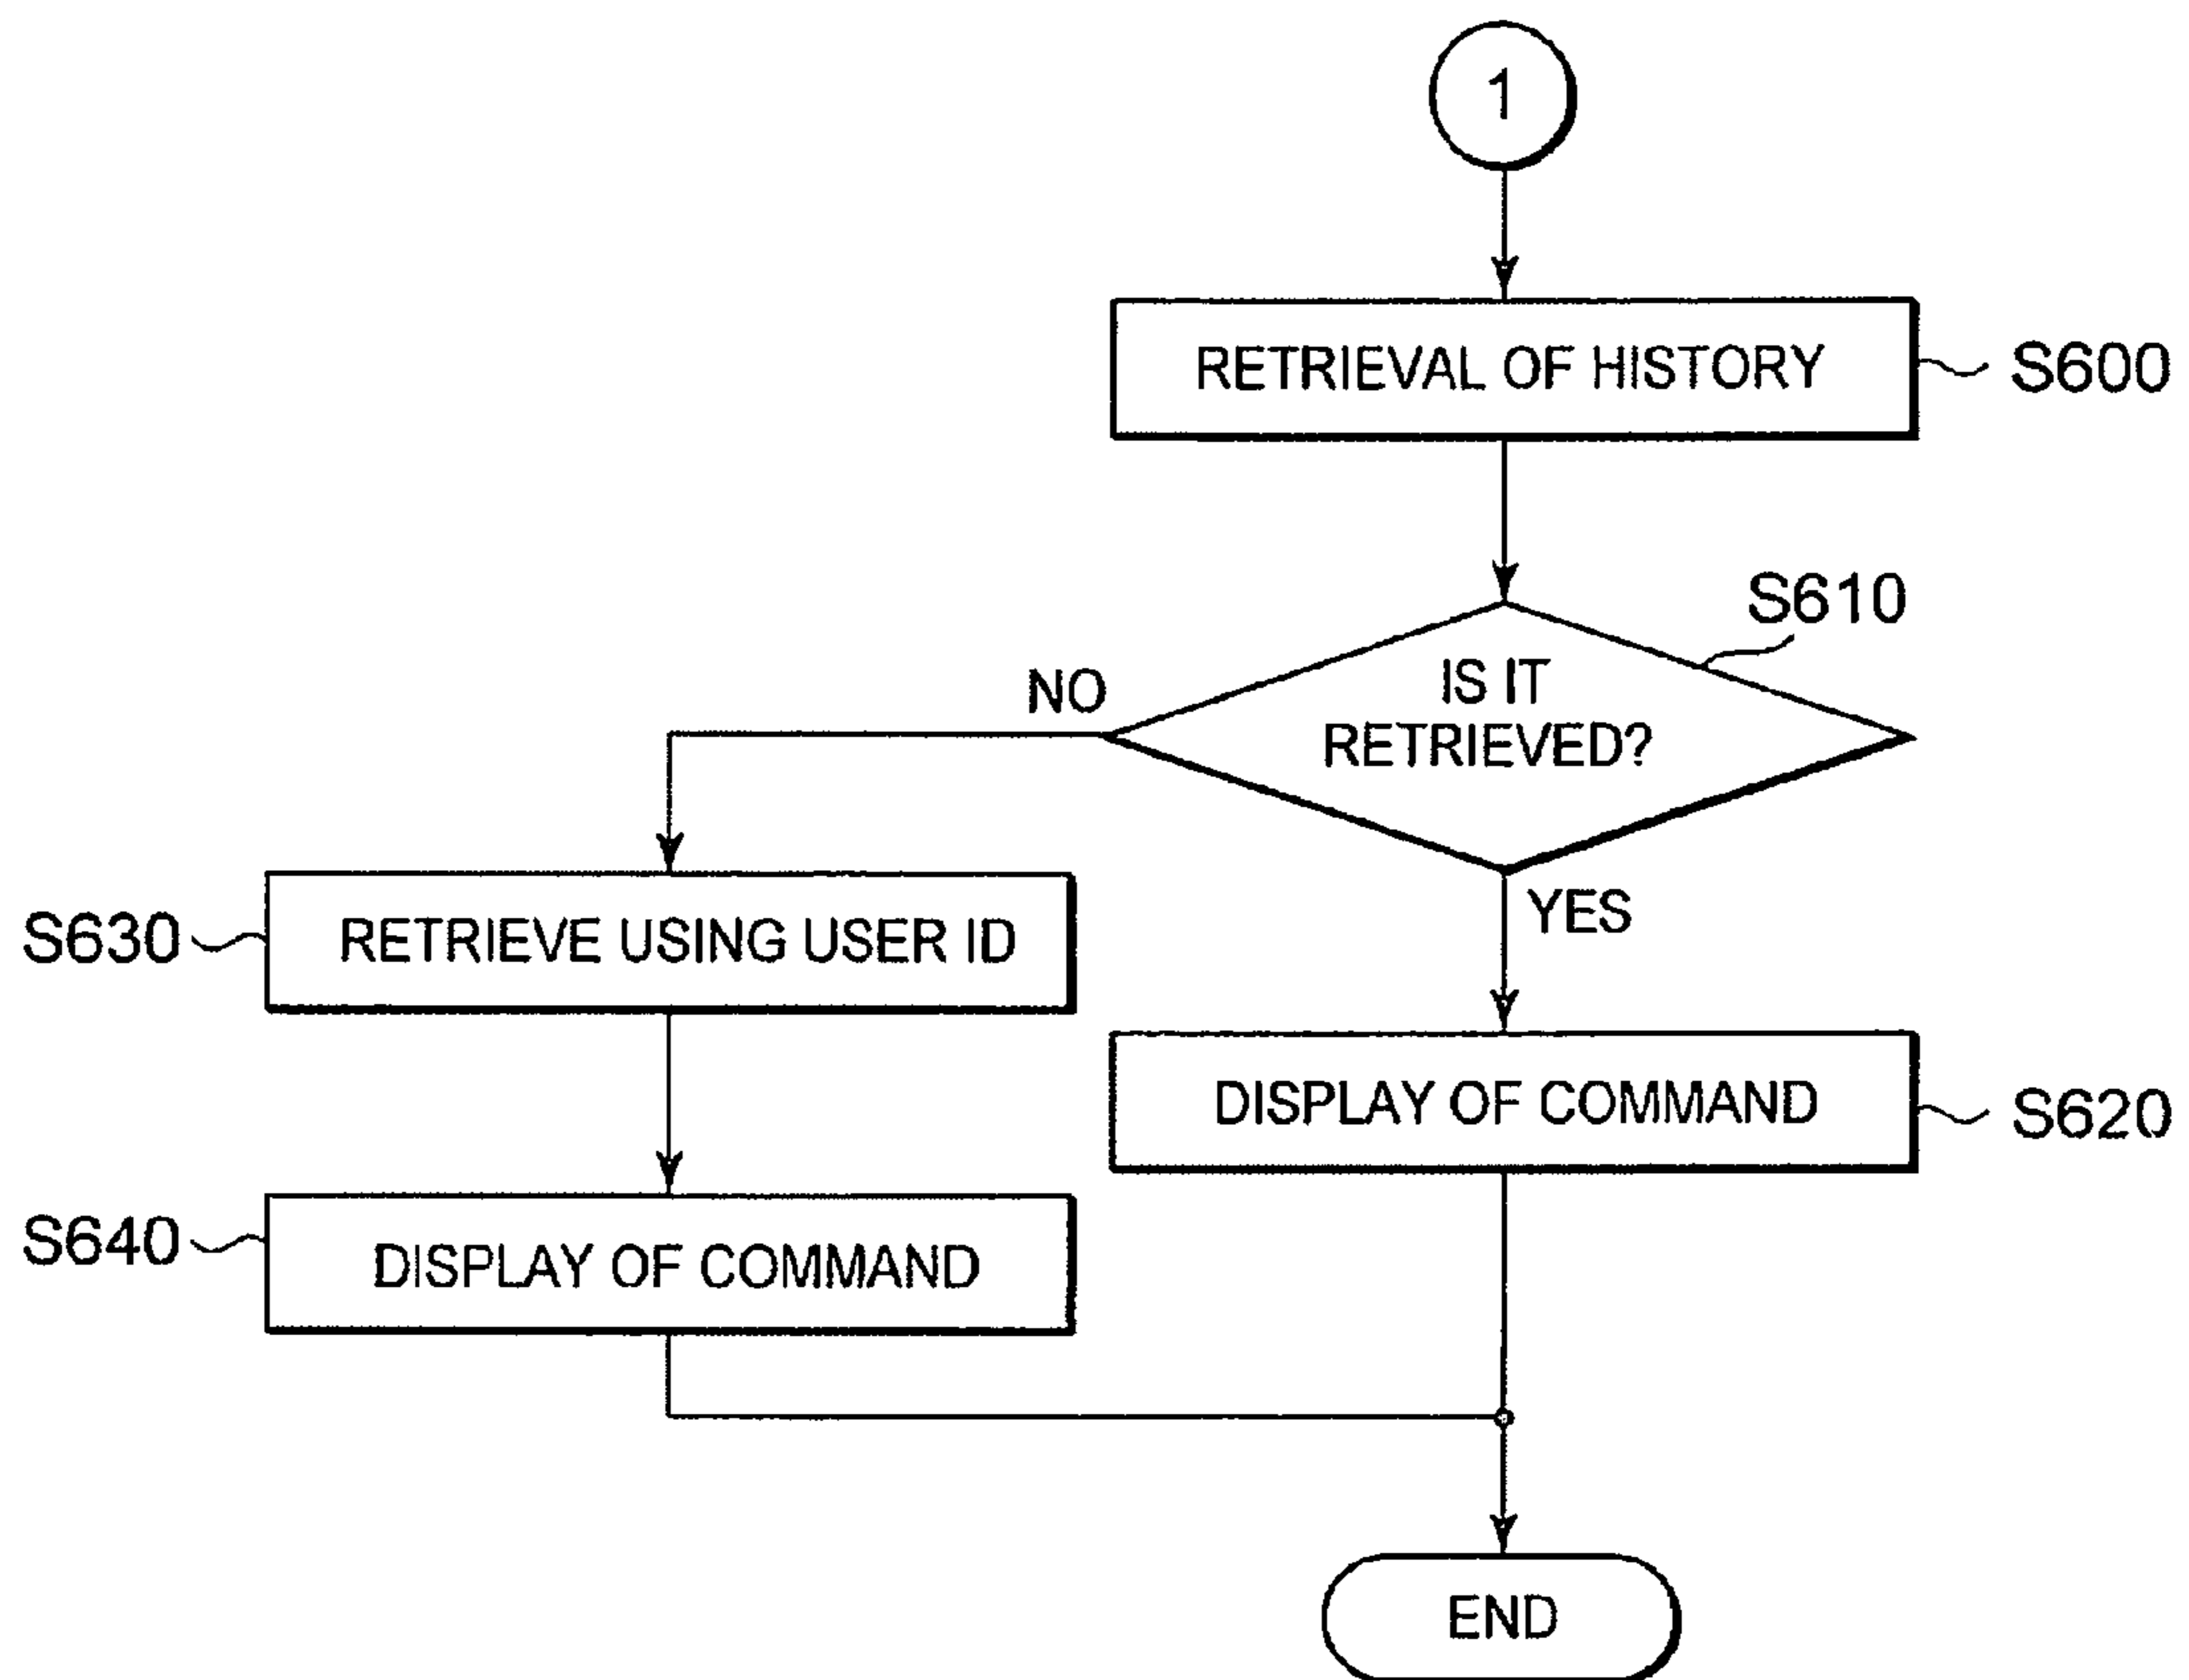 1
RETRIEVAL OF HISTORY
S600
S610
IS IT
RETRIEVED?
NO
YES
S630
RETRIEVE USING USER ID
DISPLAY OF COMMAND
S620
S640
DISPLAY OF COMMAND
END